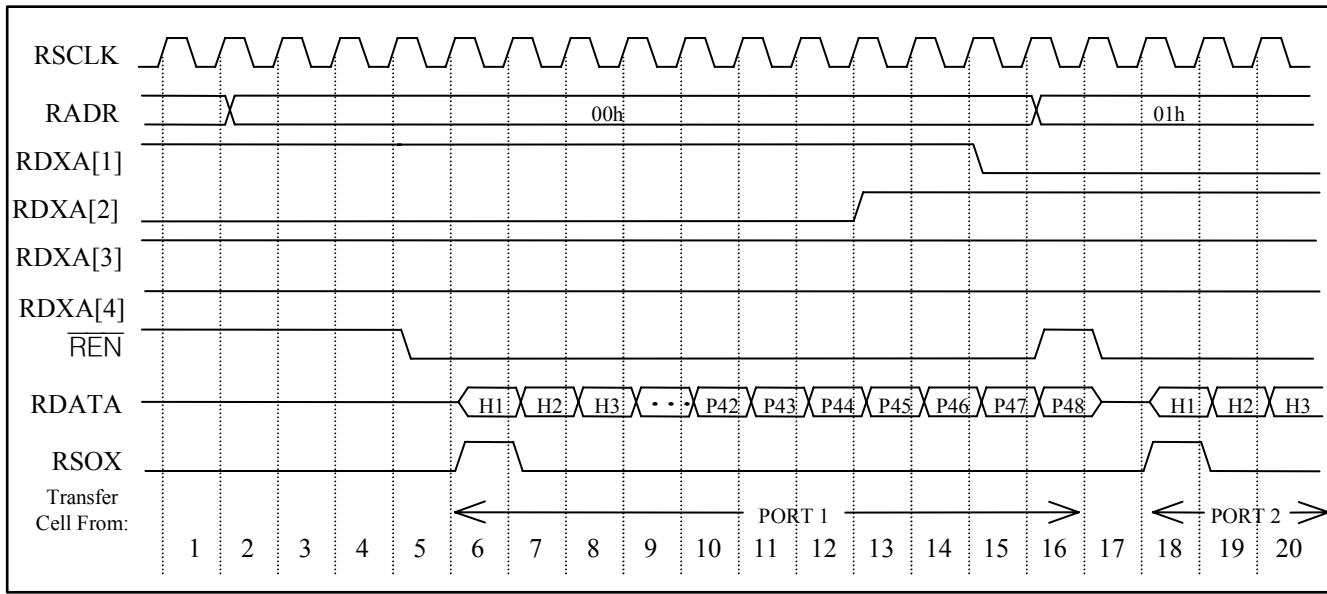 RSCLK
RADR 00h 01h
RDXA[1]
RDXA[2]
RDXA[3]
RDXA[4]
REN
RDATA H1 H2 H3 · · · P42 P43 P44 P45 P46 P47 P48 H1 H2 H3
RSOX
Transfer
Cell From: PORT 1 PORT 2
1 2 3 4 5 6 7 8 9 10 11 12 13 14 15 16 17 18 19 20